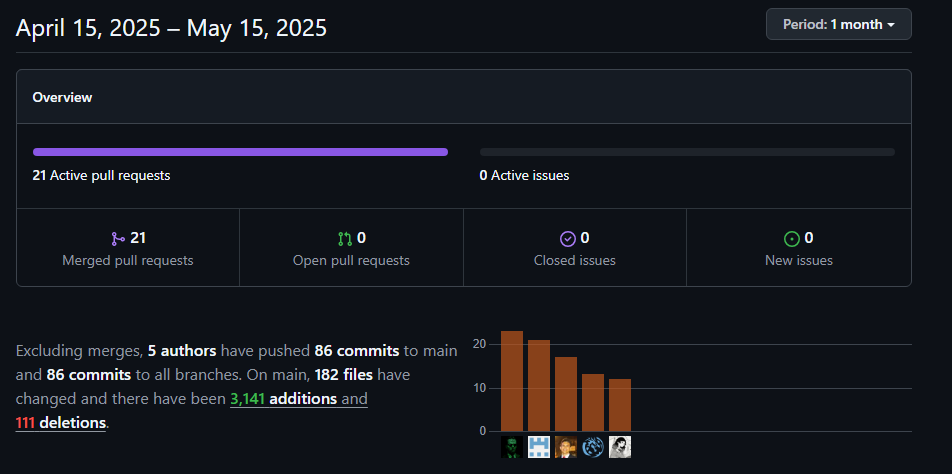 April 15, 2025 – May 15, 2025
Period: 1 month
Overview
21 Active pull requests
0 Active issues
21
Merged pull requests
0
Open pull requests
0
Closed issues
0
New issues
Excluding merges, 5 authors have pushed 86 commits to main
and 86 commits to all branches. On main, 182 files have
changed and there have been 3,141 additions and
111 deletions.
20
10
0